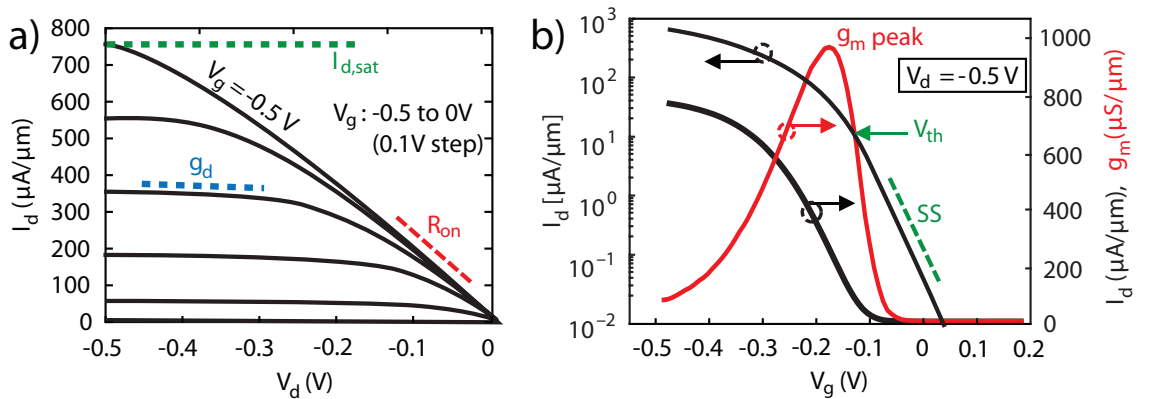 a)
800
700
600
500
400
300
200
100
0
I_d (μA/μm)
-0.5
-0.4
-0.3
-0.2
-0.1
0
V_d (V)
I_d,sat
V_g = -0.5 V
V_g : -0.5 to 0V
(0.1V step)
g_d
R_on
b)
10^3
10^2
10^1
10^0
10^-1
10^-2
I_d [μA/μm]
g_m peak
V_d = -0.5 V
V_th
SS
1000
800
600
400
200
0
I_d (μA/μm), g_m(μS/μm)
-0.5
-0.4
-0.3
-0.2
-0.1
0
0.1
0.2
V_g (V)